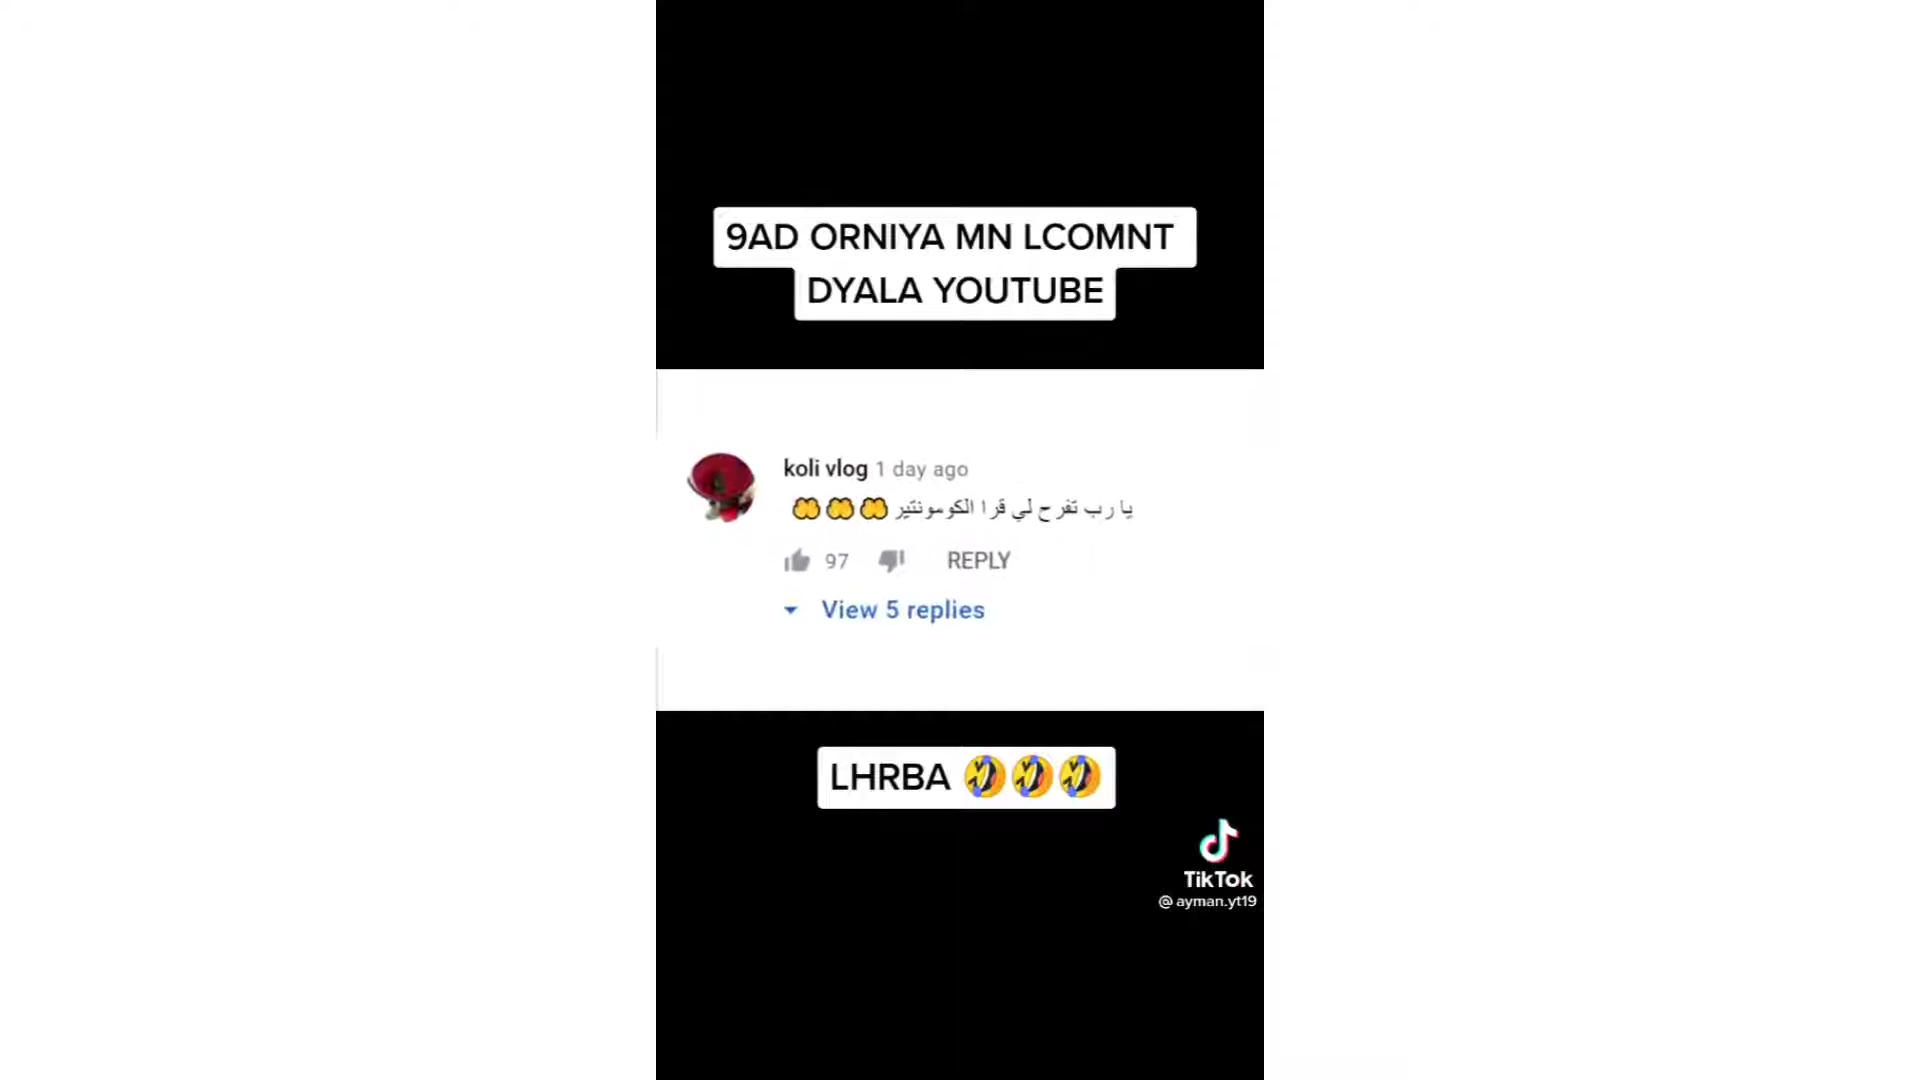 9AD ORNIYA MN LCOMNT
DYALA YOUTUBE
koli vlog 1 day ago
يا رب تفرح لي قرا الكومونتير 🤲🤲🤲
97 REPLY
View 5 replies
LHRBA 🤣🤣🤣
TikTok
@ayman.yt19